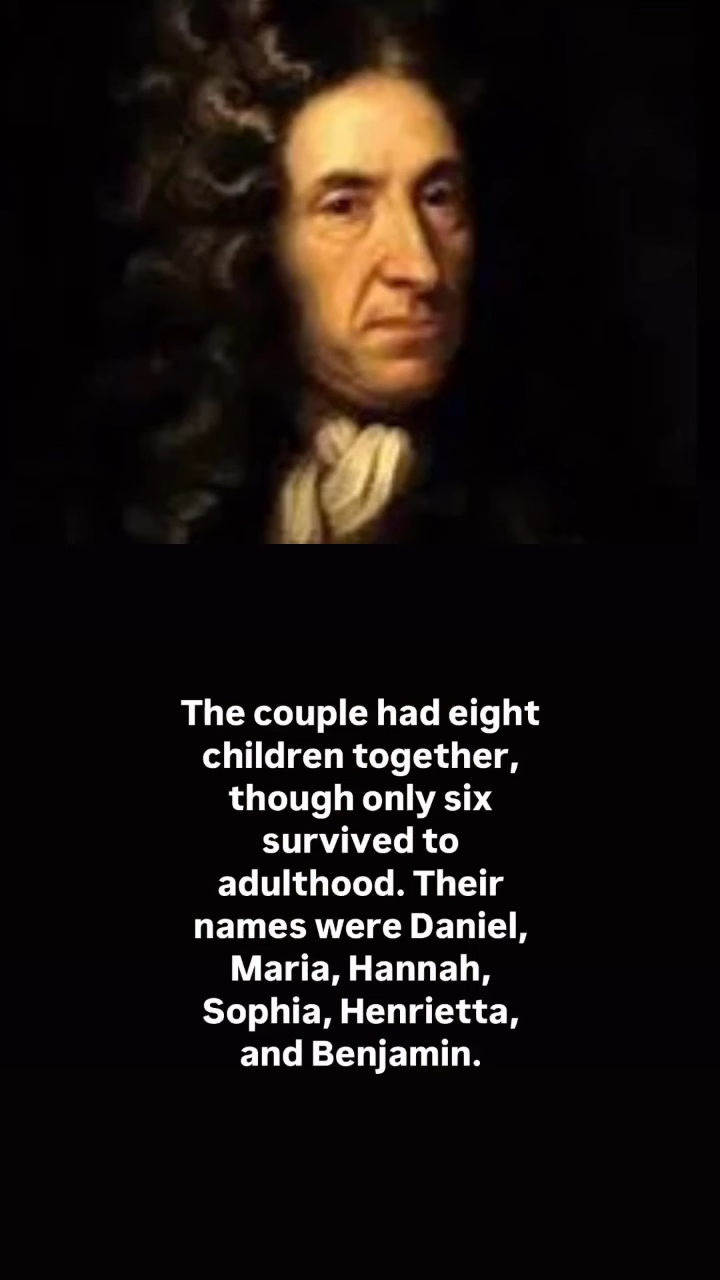 The couple had eight
children together,
though only six
survived to
adulthood. Their
names were Daniel,
Maria, Hannah,
Sophia, Henrietta,
and Benjamin.